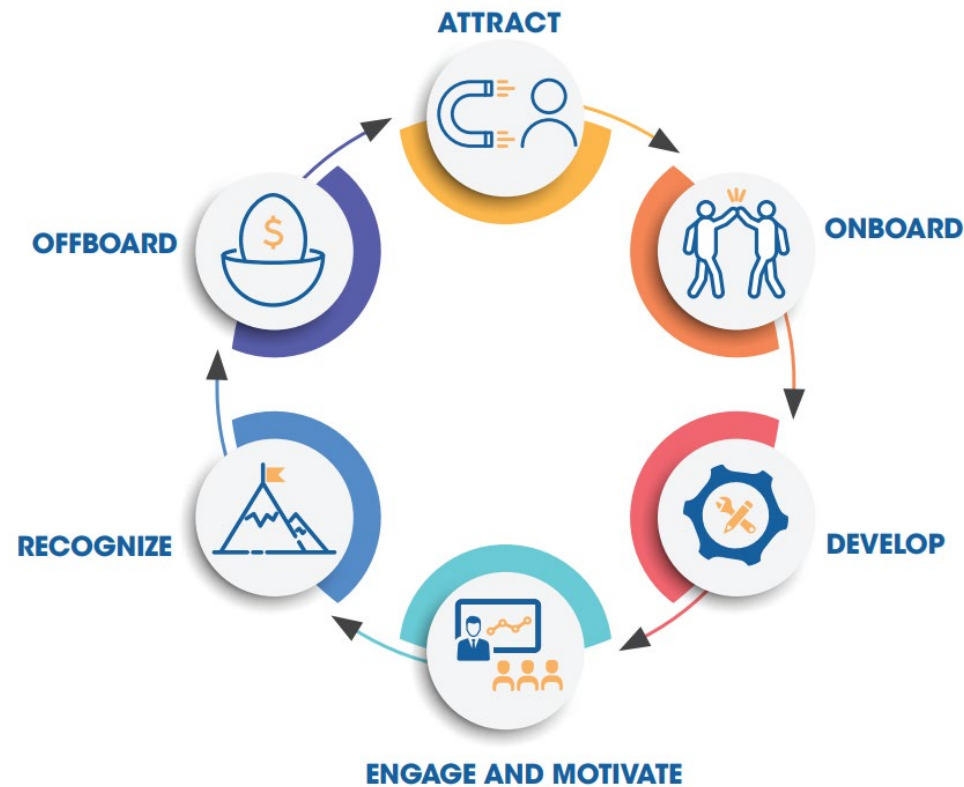 ATTRACT
ONBOARD
DEVELOP
ENGAGE AND MOTIVATE
RECOGNIZE
OFFBOARD
$